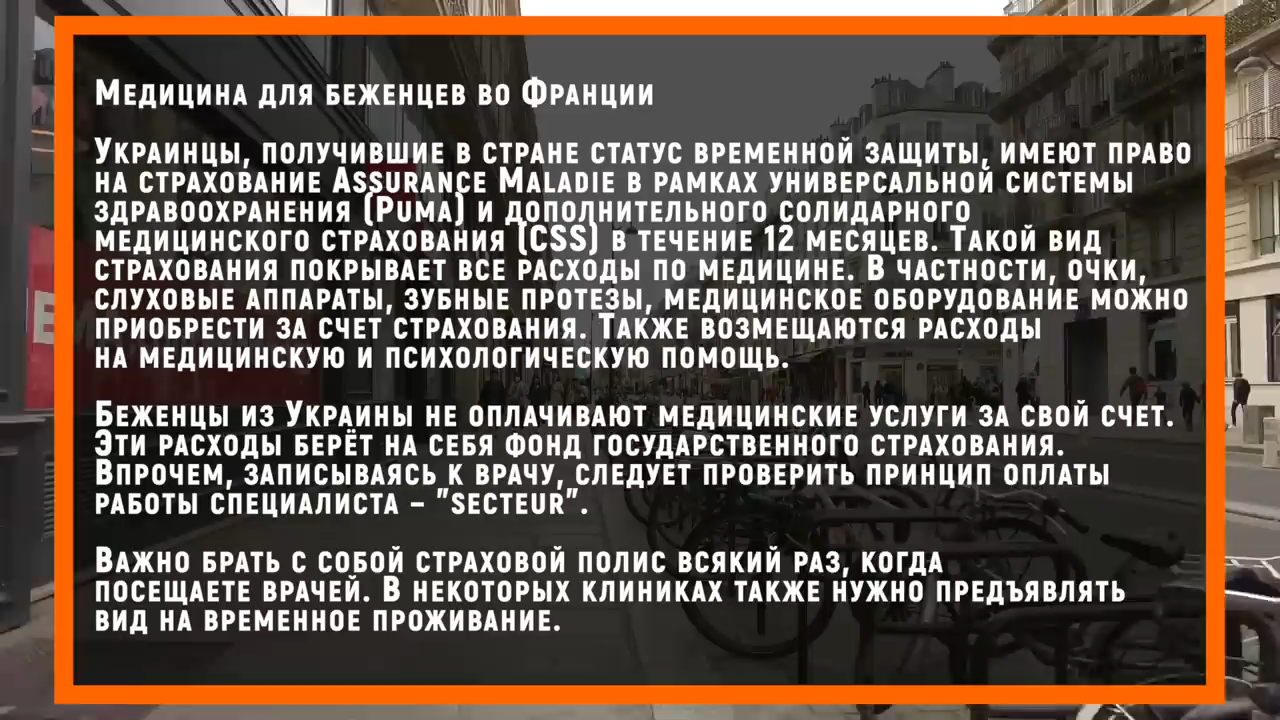 Медицина для беженцев во Франции
Украинцы, получившие в стране статус временной защиты, имеют право
на страхование Assurance Maladie в рамках универсальной системы
здравоохранения (Puma) и дополнительного солидарного
медицинского страхования (CSS) в течение 12 месяцев. Такой вид
страхования покрывает все расходы по медицине. В частности, очки,
слуховые аппараты, зубные протезы, медицинское оборудование можно
приобрести за счет страхования. Также возмещаются расходы
на медицинскую и психологическую помощь.
Беженцы из Украины не оплачивают медицинские услуги за свой счет.
Эти расходы берёт на себя фонд государственного страхования.
Впрочем, записываясь к врачу, следует проверить принцип оплаты
работы специалиста – "secteur".
Важно брать с собой страховой полис всякий раз, когда
посещаете врачей. В некоторых клиниках также нужно предъявлять
вид на временное проживание.